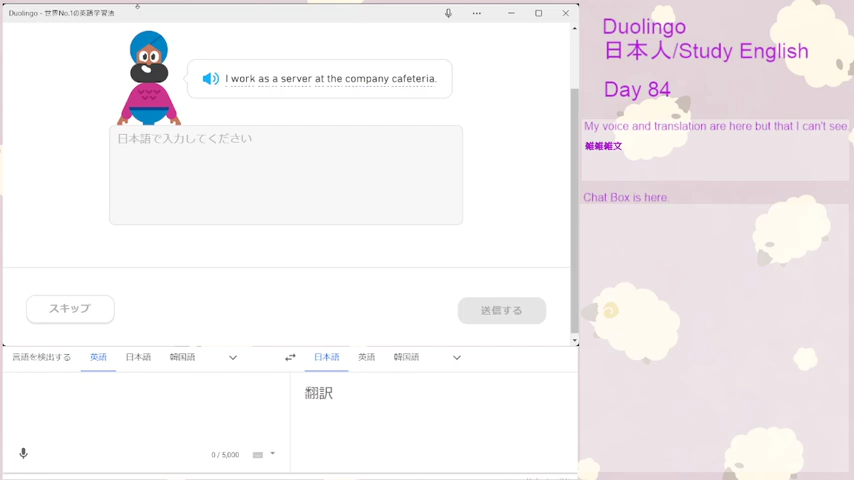 Duolingo - 世界No.1の英語学習法
I work as a server at the company cafeteria.
日本語で入力してください
スキップ
送信する
言語を検出する 英語 日本語 韓国語
日本語 英語 韓国語
翻訳
0 / 5,000
Duolingo
日本人/Study English
Day 84
My voice and translation are here but that I can't see.
Chat Box is here.